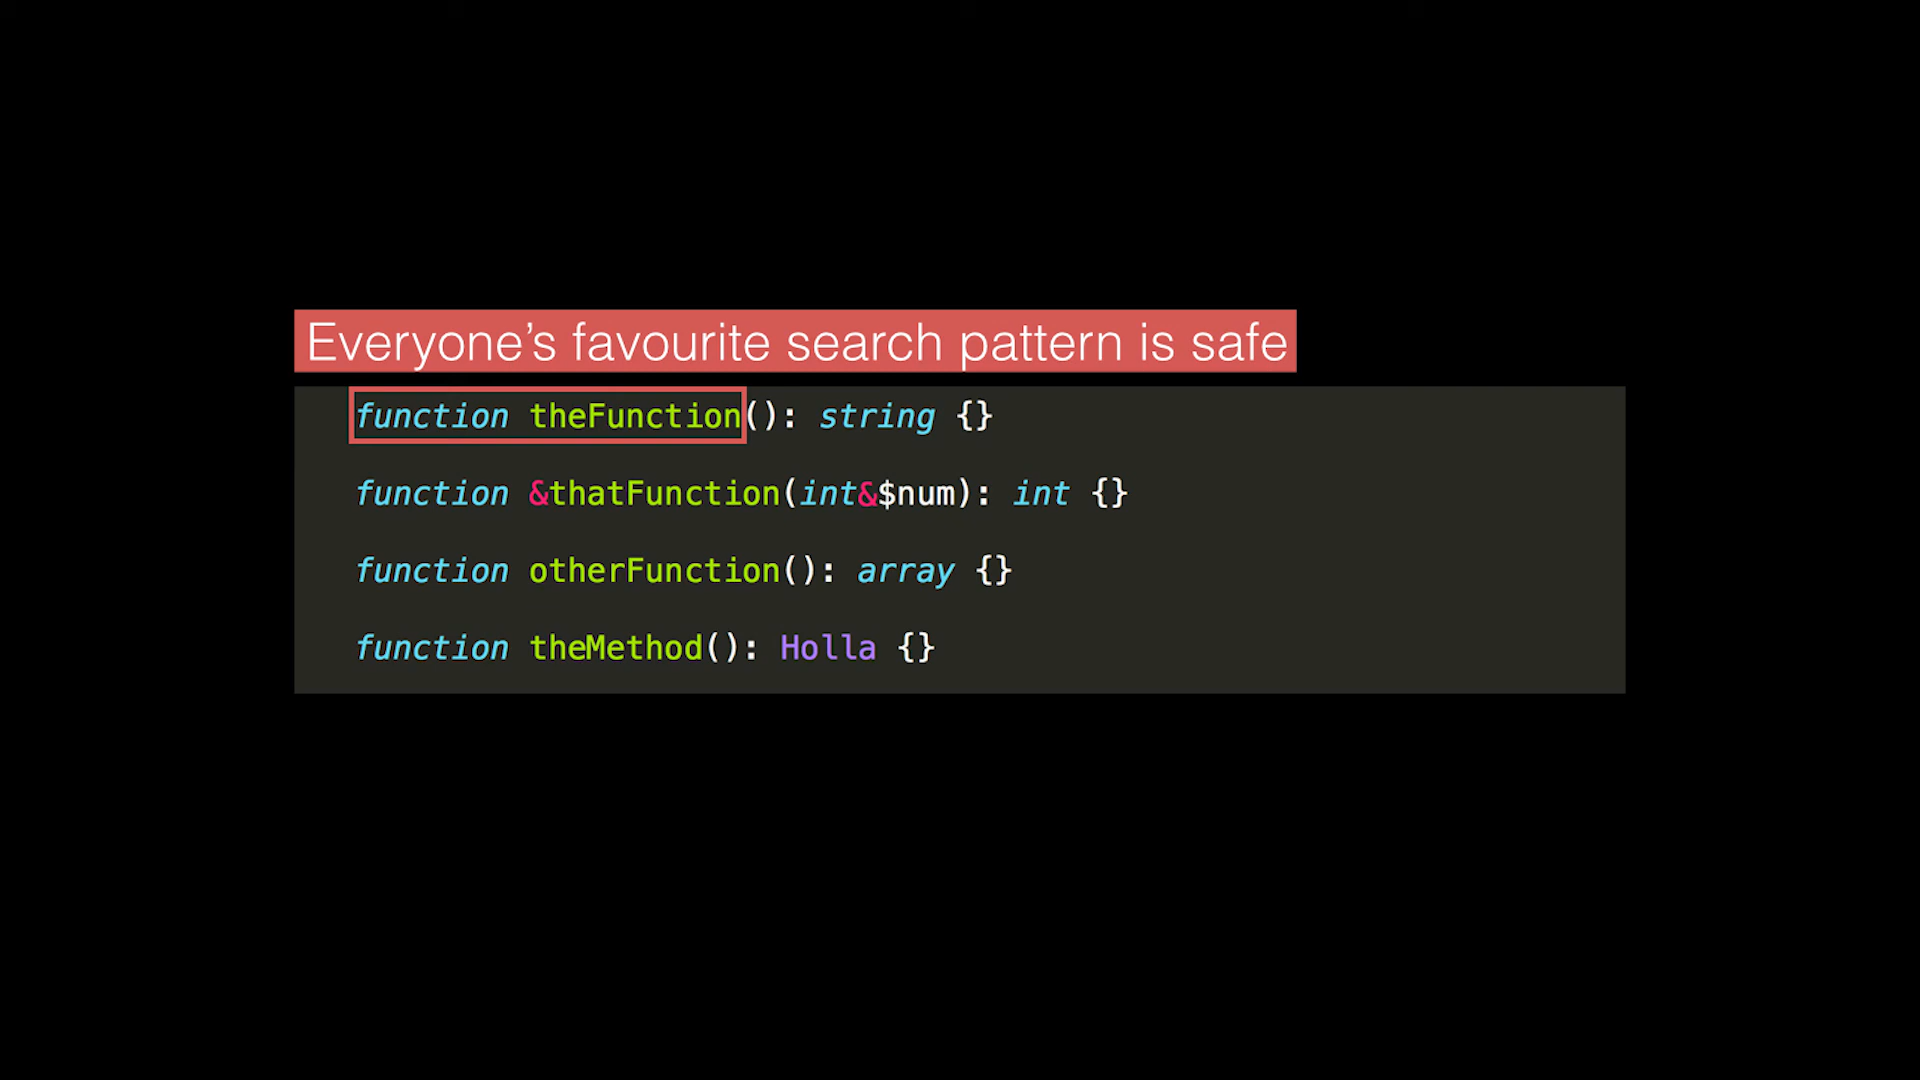 Everyone’s favourite search pattern is safe
function theFunction(): string {}
function &thatFunction(int&$num): int {}
function otherFunction(): array {}
function theMethod(): Holla {}